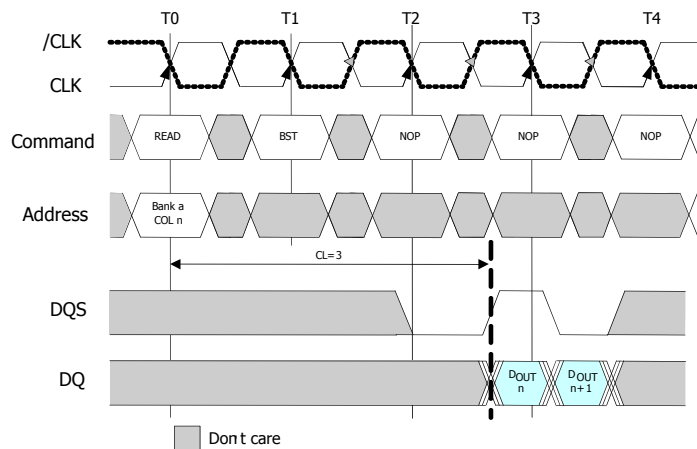 T0 T1 T2 T3 T4
/CLK
CLK
Command READ BST NOP NOP NOP
Address Bank a
COL n
CL=3
DQS
DQ DOUT
n DOUT
n+1
Don't care